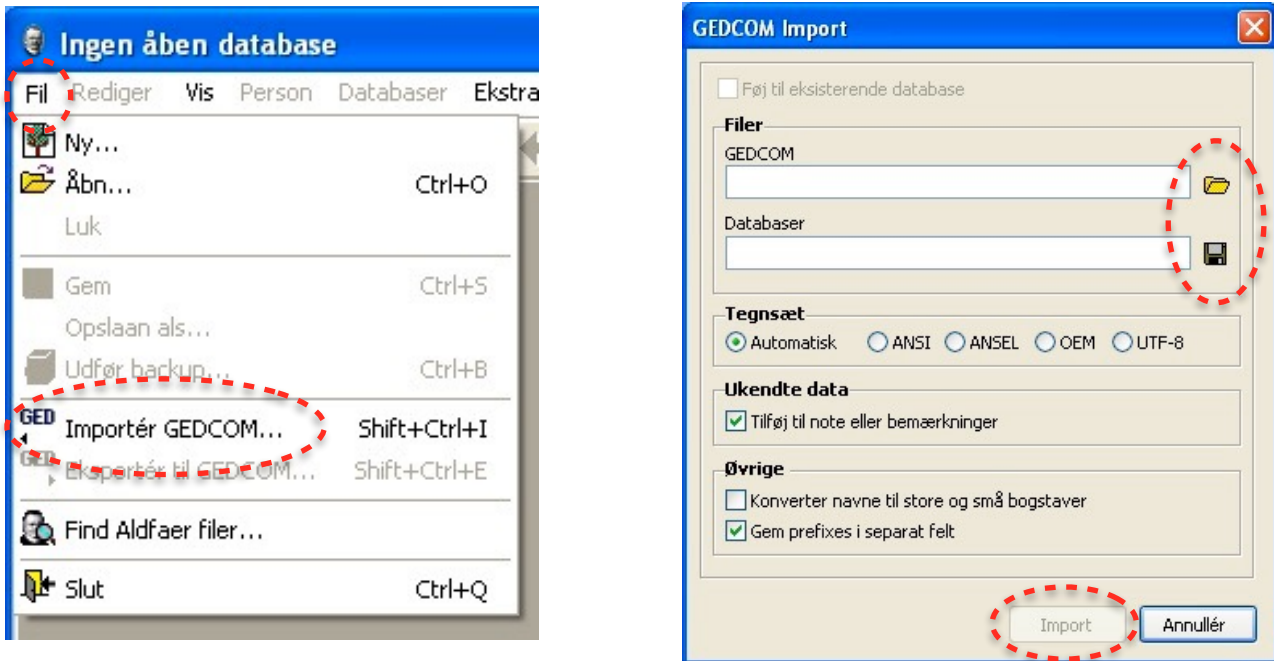 Ingen åben database
Fil Rediger Vis Person Databaser Ekstra
Ny...
Åbn... Ctrl+O
Luk
Gem Ctrl+S
Opslaan als...
Udfør backup... Ctrl+B
GED Importér GEDCOM... Shift+Ctrl+I
GED Eksportér til GEDCOM... Shift+Ctrl+E
Find Aldfaer filer...
Slut Ctrl+Q
GEDCOM Import
Føj til eksisterende database
Filer
GEDCOM
Databaser
Tegnsæt
Automatisk ANSI ANSEL OEM UTF-8
Ukendte data
Tilføj til note eller bemærkninger
Øvrige
Konverter navne til store og små bogstaver
Gem prefixes i separat felt
Import Annullér